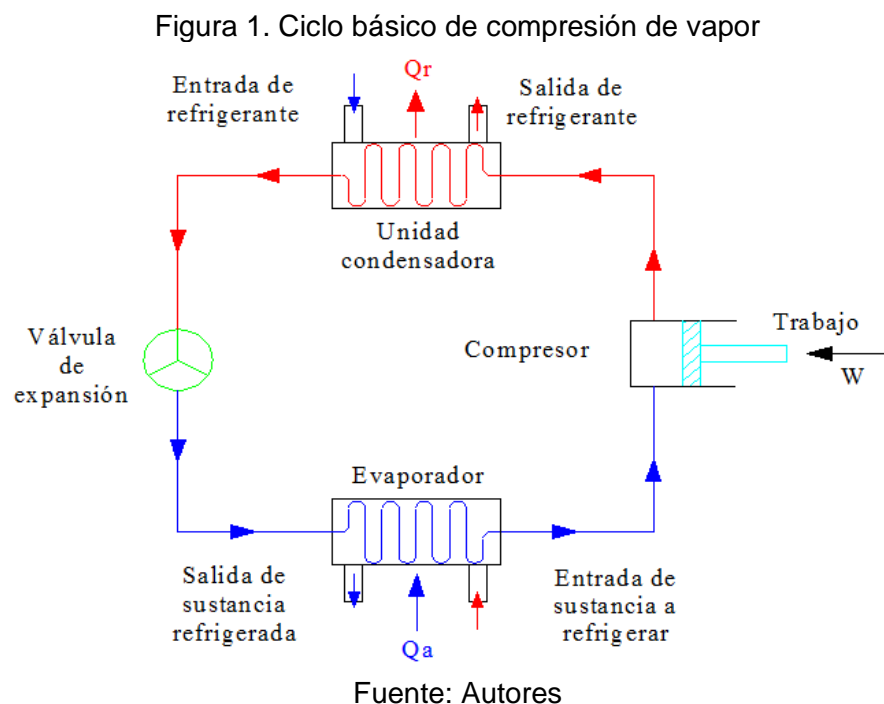 Figura 1. Ciclo básico de compresión de vapor
Entrada de
refrigerante
Qr
Salida de
refrigerante
Unidad
condensadora
Válvula
de
expansión
Compresor
Trabajo
W
Evaporador
Salida de
sustancia
refrigerada
Qa
Entrada de
sustancia a
refrigerar
Fuente: Autores